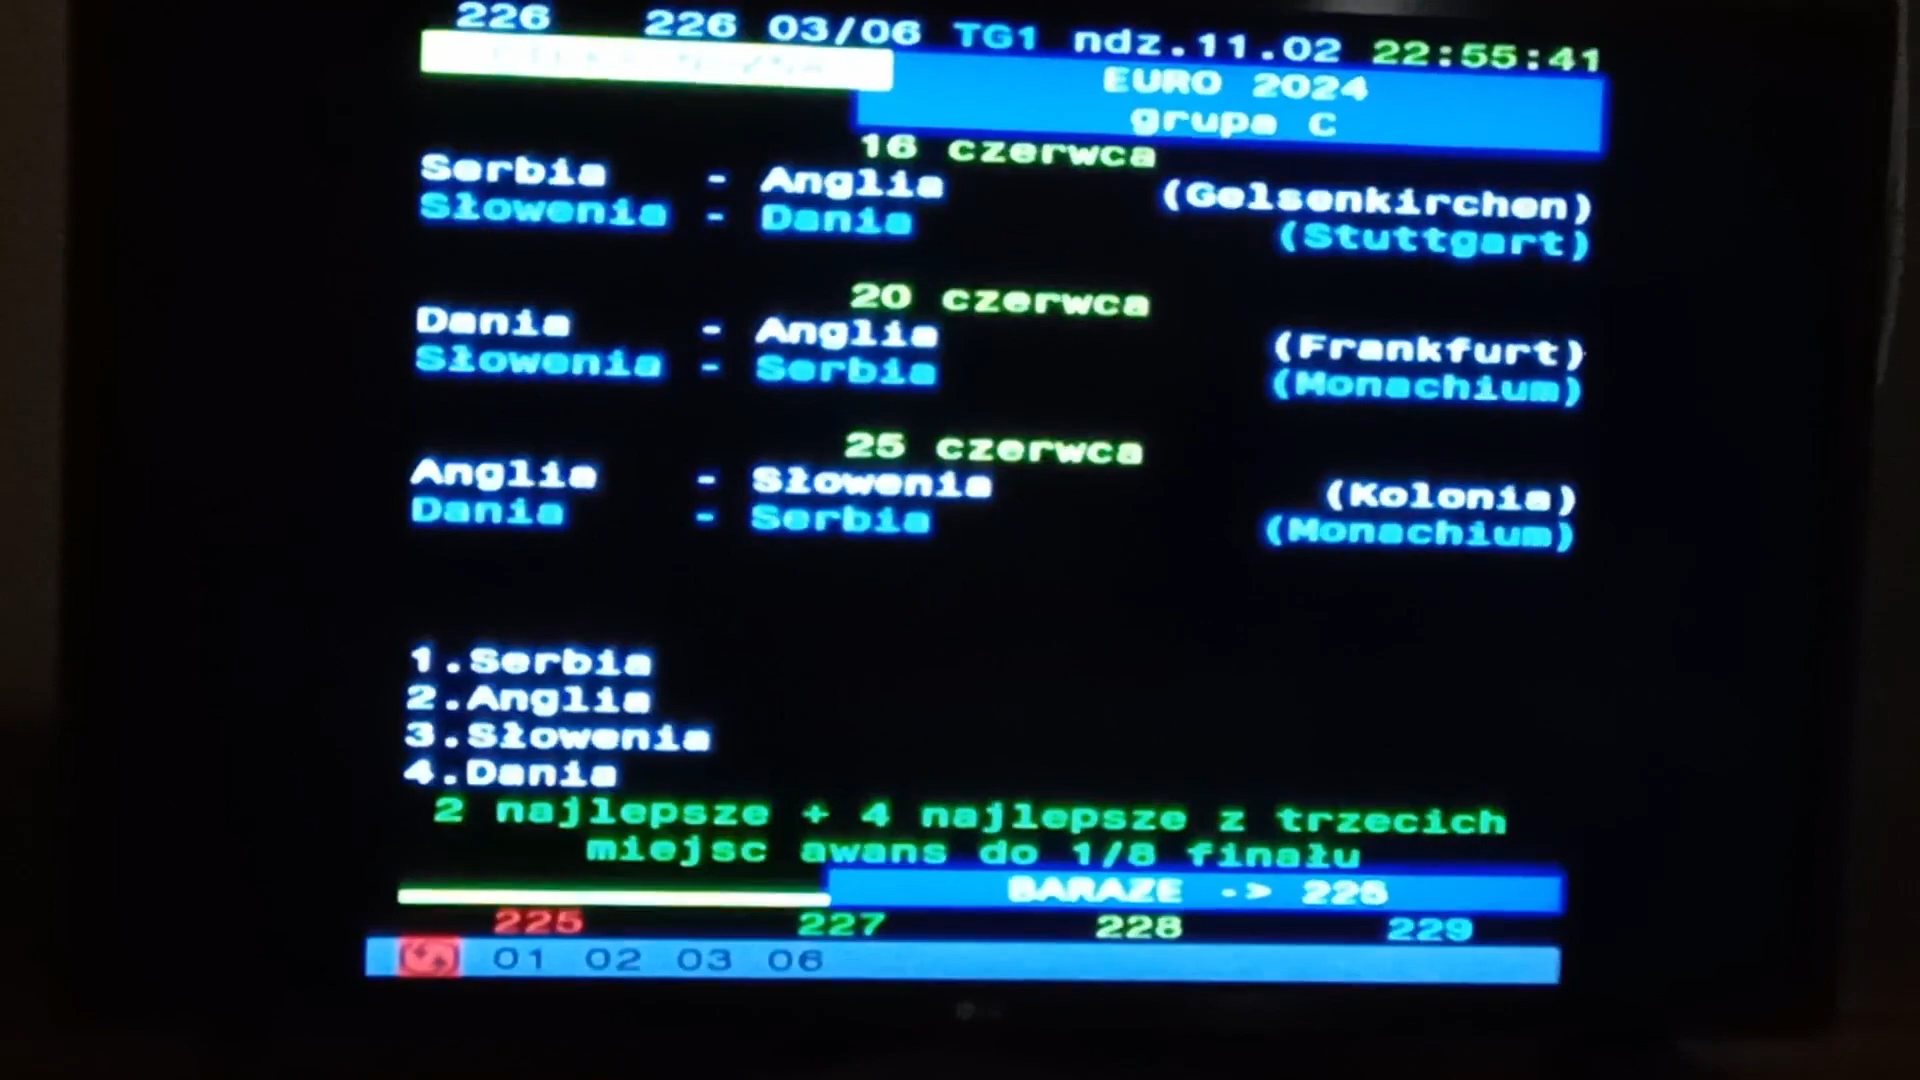 226 226 03/06 TG1 ndz.11.02 22:55:41
EURO 2024
grupa C
16 czerwca
Serbia - Anglia (Gelsenkirchen)
Słowenia - Dania (Stuttgart)
20 czerwca
Dania - Anglia (Frankfurt)
Słowenia - Serbia (Monachium)
25 czerwca
Anglia - Słowenia (Kolonia)
Dania - Serbia (Monachium)
1.Serbia
2.Anglia
3.Słowenia
4.Dania
2 najlepsze + 4 najlepsze z trzecich
miejsc awans do 1/8 finału
BARAZE -> 225
225 227 228 229
01 02 03 06